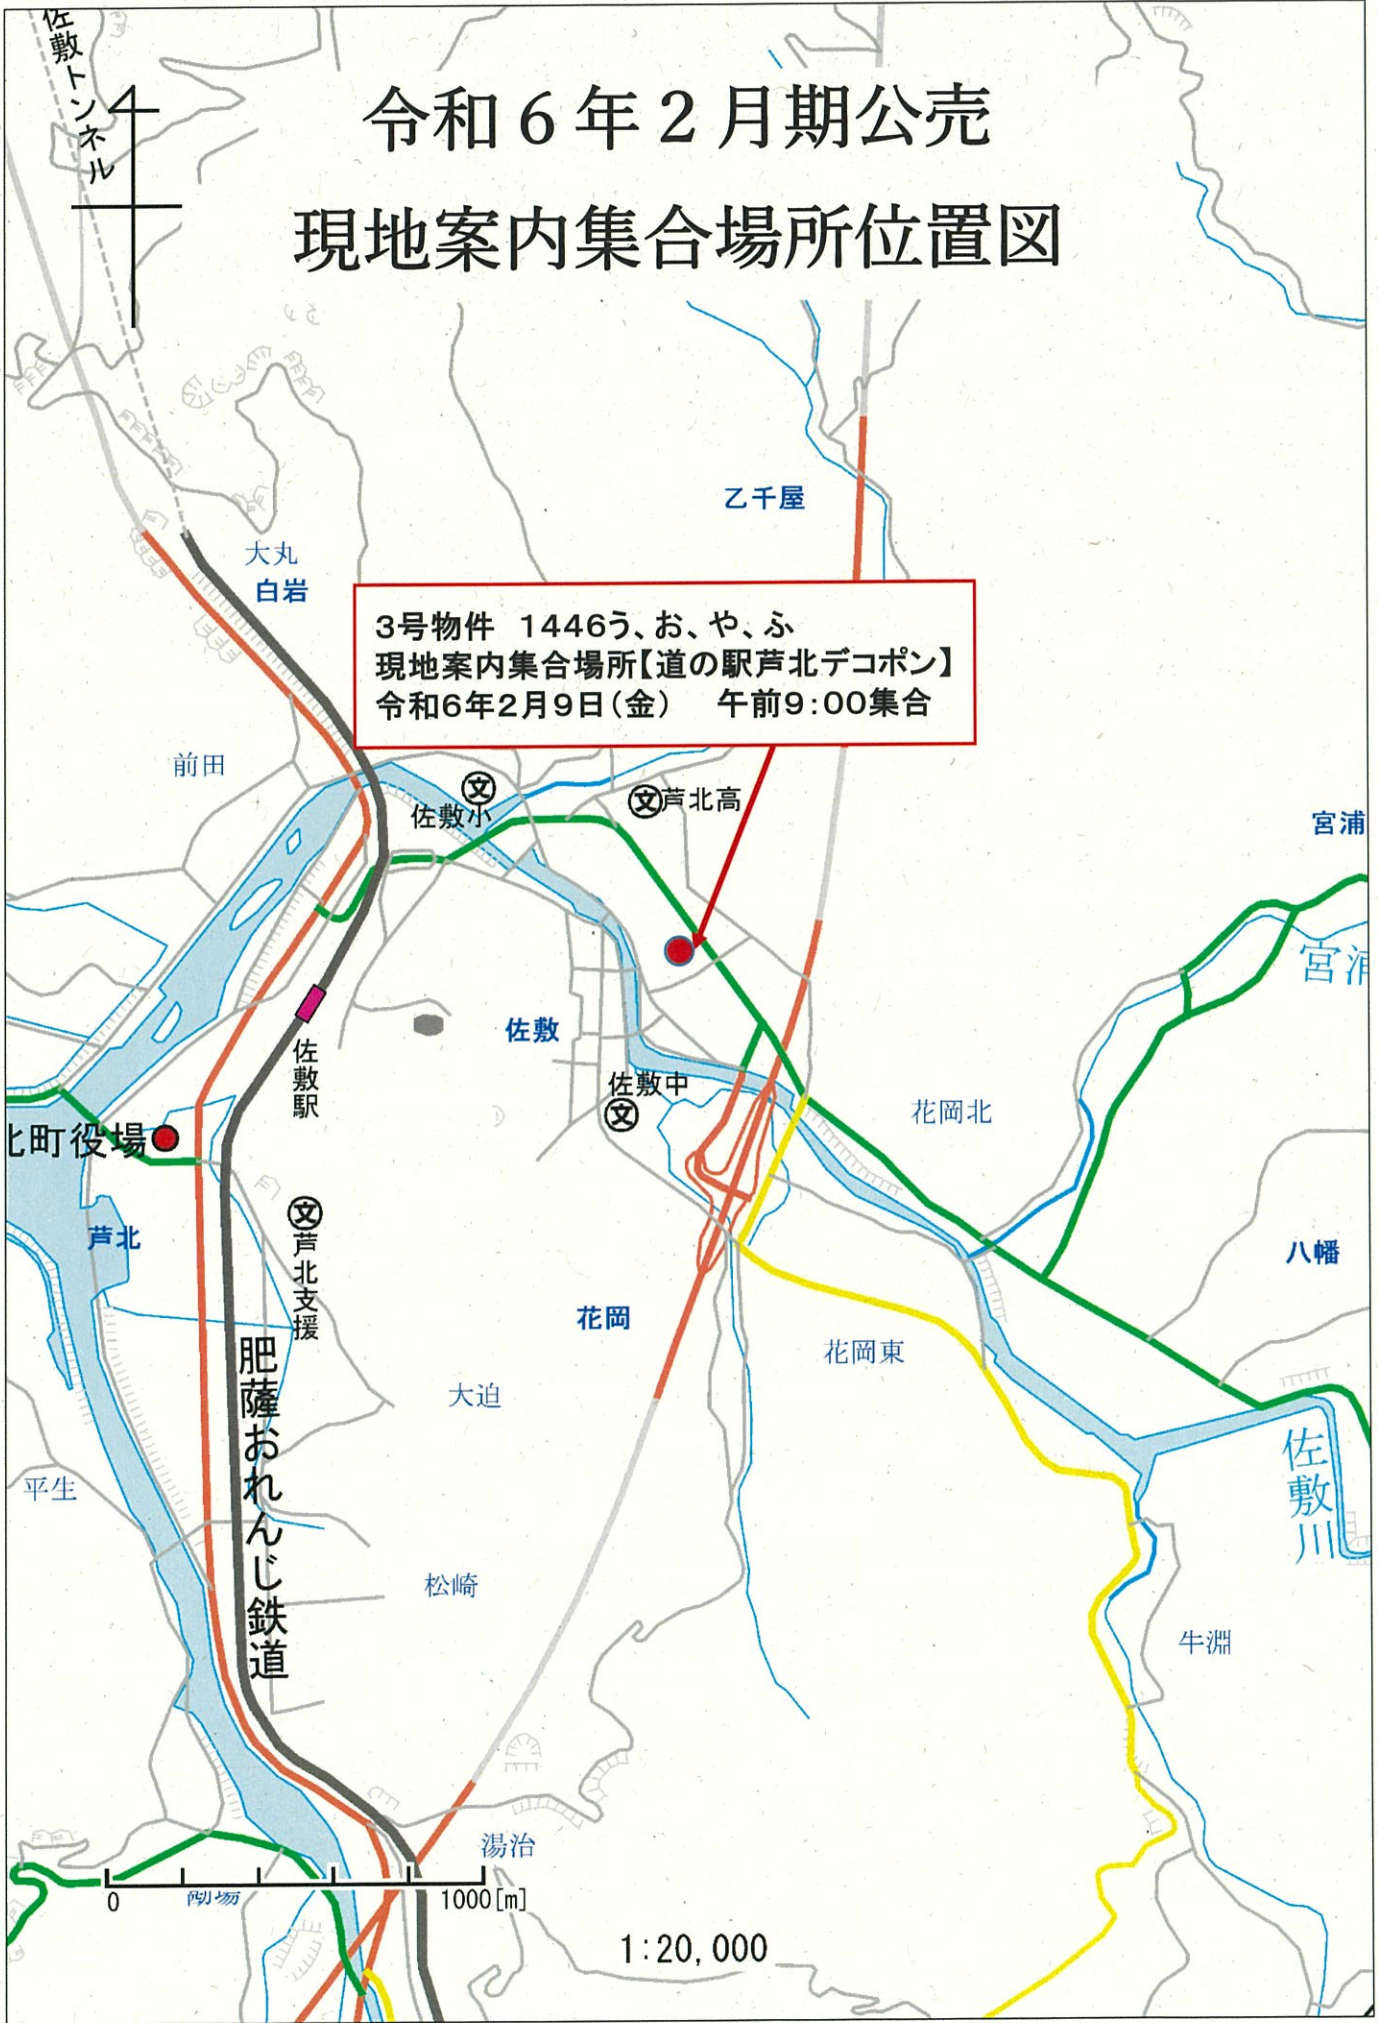 佐敷トンネル
令和6年2月期公売
現地案内集合場所位置図
乙千屋
大丸
白岩
3号物件 1446う、お、や、ふ
現地案内集合場所【道の駅芦北デコポン】
令和6年2月9日(金) 午前9:00集合
前田
文
佐敷小
文芦北高
宮浦
宮浦
佐敷
佐敷駅
佐敷中
文
花岡北
北町役場
文
芦北支援
芦北
八幡
花岡
花岡東
大迫
肥薩おれんじ鉄道
佐敷川
平生
松崎
牛淵
湯治
0
1000[m]
1:20,000